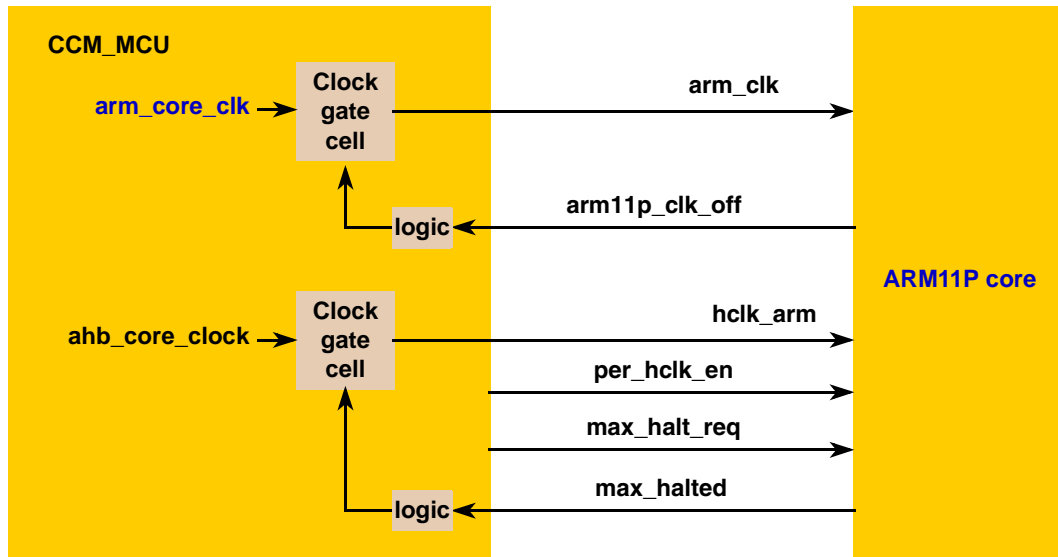 CCM_MCU
arm_core_clk
Clock
gate
cell
arm_clk
logic
arm11p_clk_off
ARM11P core
ahb_core_clock
Clock
gate
cell
hclk_arm
per_hclk_en
max_halt_req
logic
max_halted